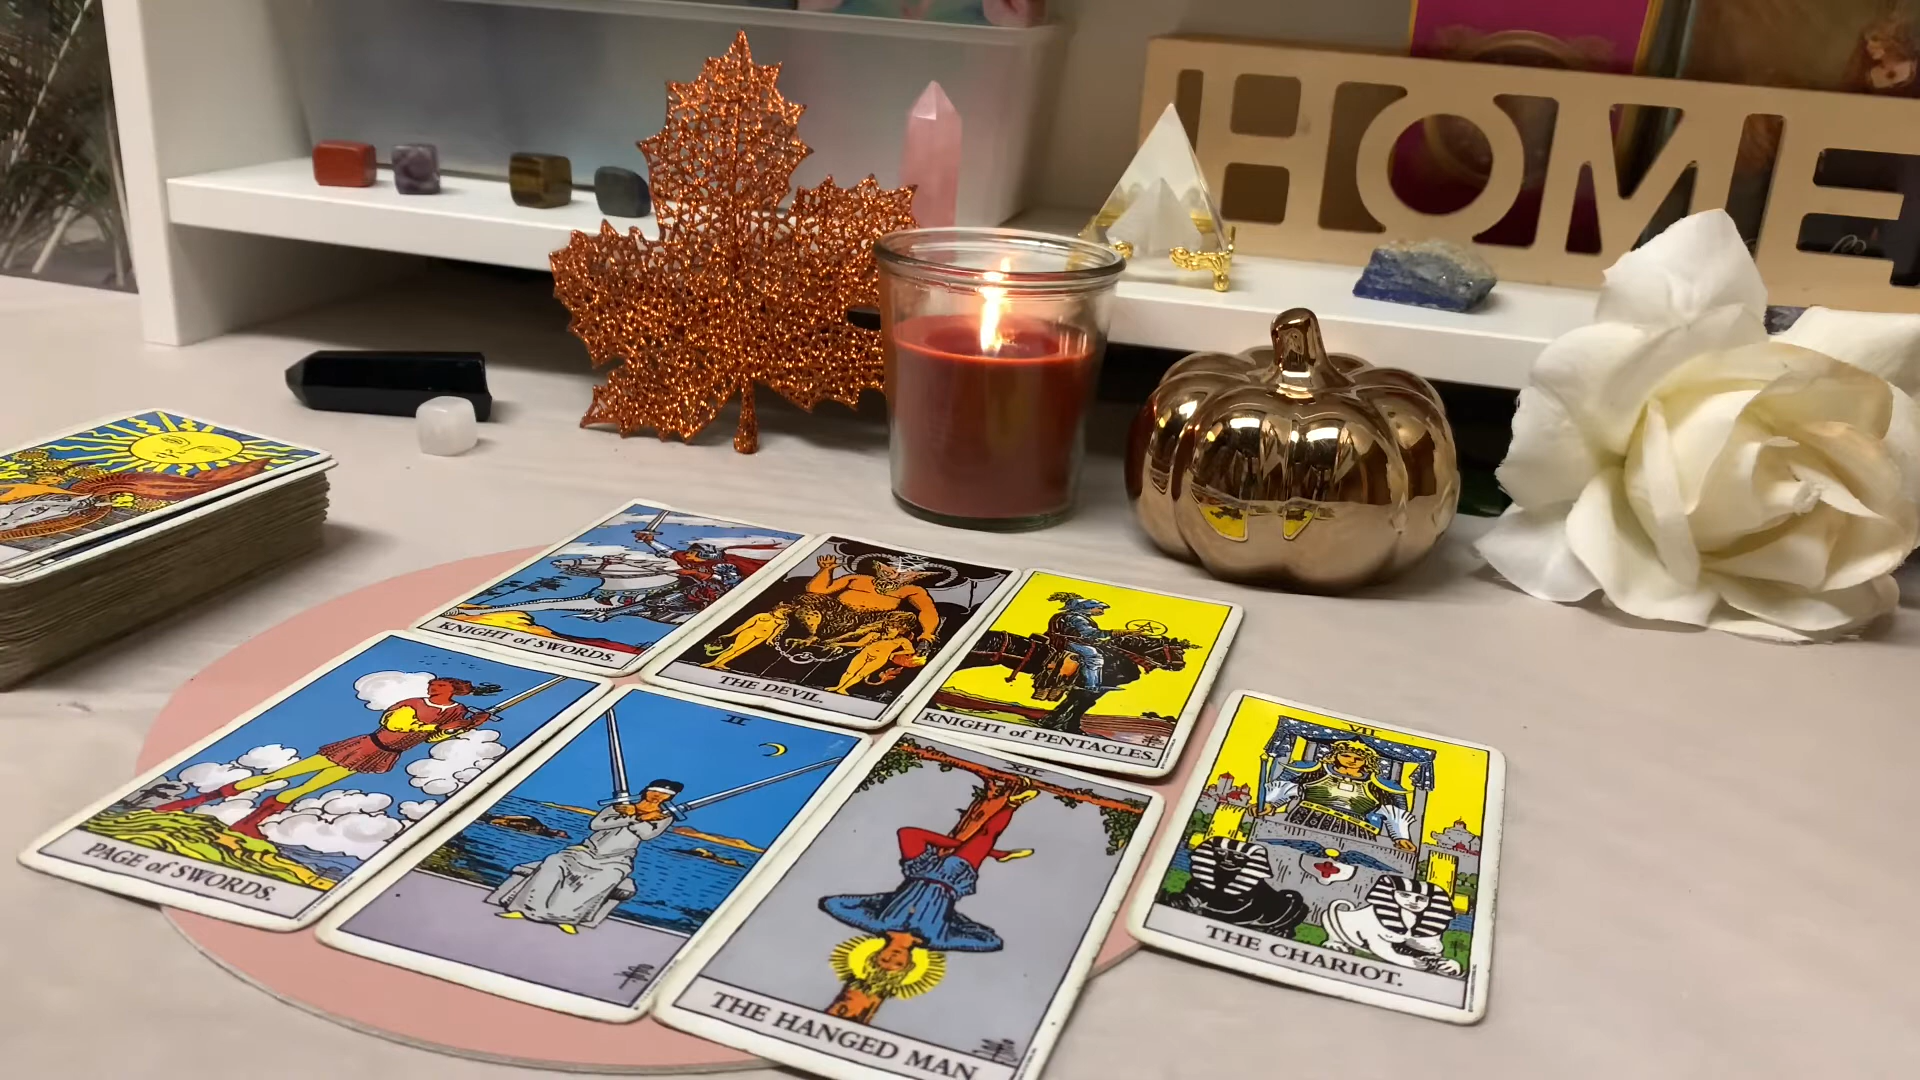 HOME
KNIGHT of SWORDS.
THE DEVIL.
KNIGHT of PENTACLES.
PAGE of SWORDS.
II
XII
THE HANGED MAN
VII
THE CHARIOT.